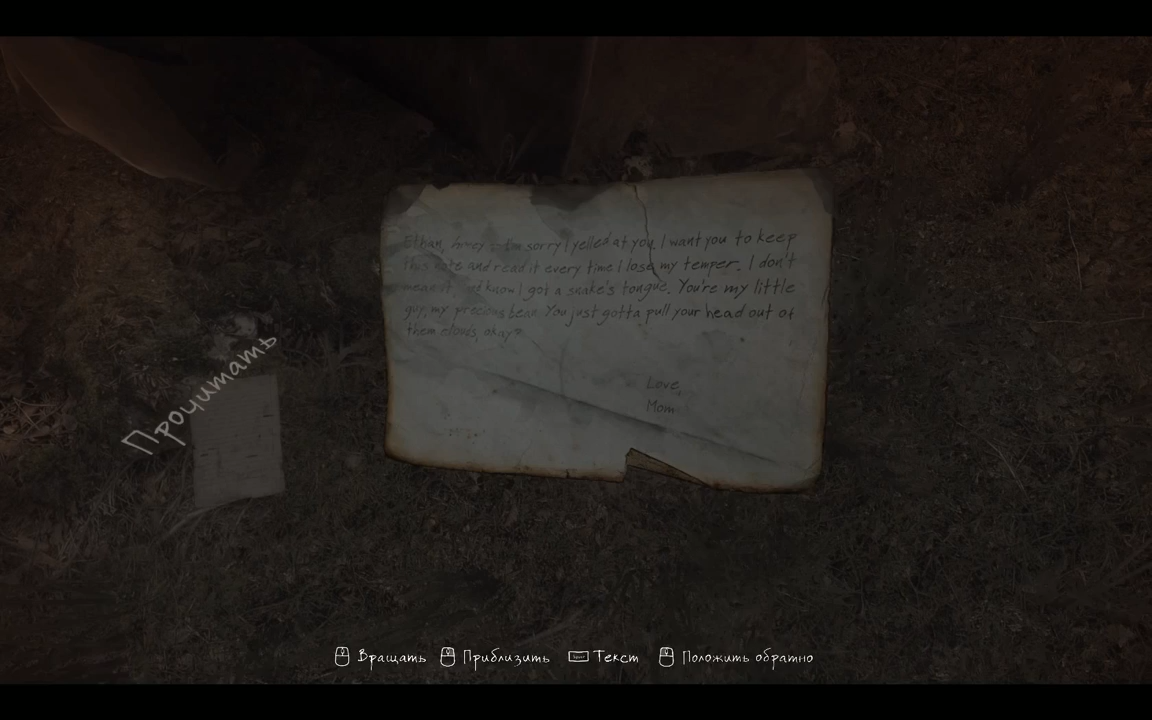 Ethan, honey - I'm sorry I yelled at you. I want you to keep
this note and read it every time I lose my temper. I don't
mean it, and know I got a snake's tongue. You're my little
guy, my precious bean. You just gotta pull your head out of
them clouds, okay?
Love,
Mom
Прочитать
Вращать
Приблизить
Текст
Положить обратно